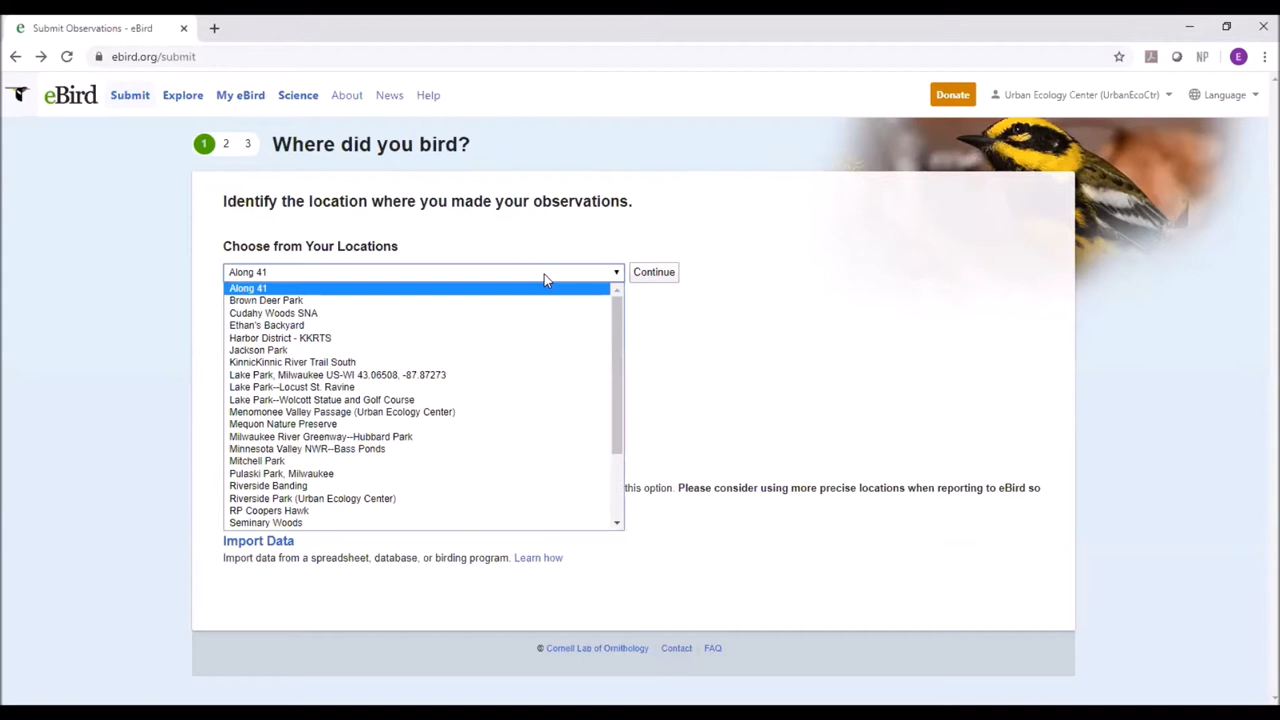 Submit Observations - eBird
ebird.org/submit
NP
E
eBird Submit Explore My eBird Science About News Help Donate Urban Ecology Center (UrbanEcoCtr) Language
1 2 3 Where did you bird?
Identify the location where you made your observations.
Choose from Your Locations
Along 41 Continue
Along 41
Brown Deer Park
Cudahy Woods SNA
Ethan's Backyard
Harbor District - KKRTS
Jackson Park
KinnicKinnic River Trail South
Lake Park, Milwaukee US-WI 43.06508, -87.87273
Lake Park--Locust St. Ravine
Lake Park--Wolcott Statue and Golf Course
Menomonee Valley Passage (Urban Ecology Center)
Mequon Nature Preserve
Milwaukee River Greenway--Hubbard Park
Minnesota Valley NWR--Bass Ponds
Mitchell Park
Pulaski Park, Milwaukee
Riverside Banding
this option. Please consider using more precise locations when reporting to eBird so
Riverside Park (Urban Ecology Center)
RP Coopers Hawk
Seminary Woods
Import Data
Import data from a spreadsheet, database, or birding program. Learn how
© Cornell Lab of Ornithology Contact FAQ